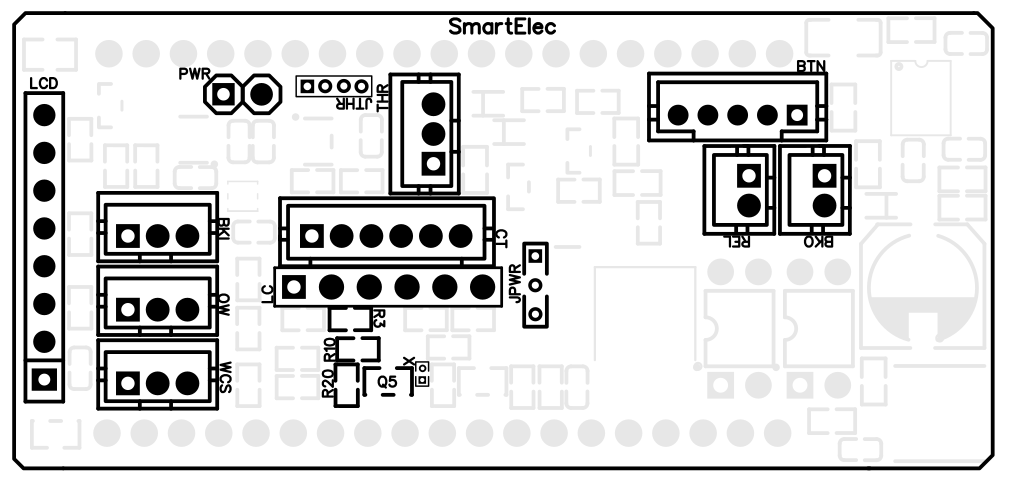 SmartElec
BTN
PWR
LCD
JTHR
THR
BKI
CT
REL
BKO
JPWR
LC
OW
R3
R10
X
WCS
R20
Q5